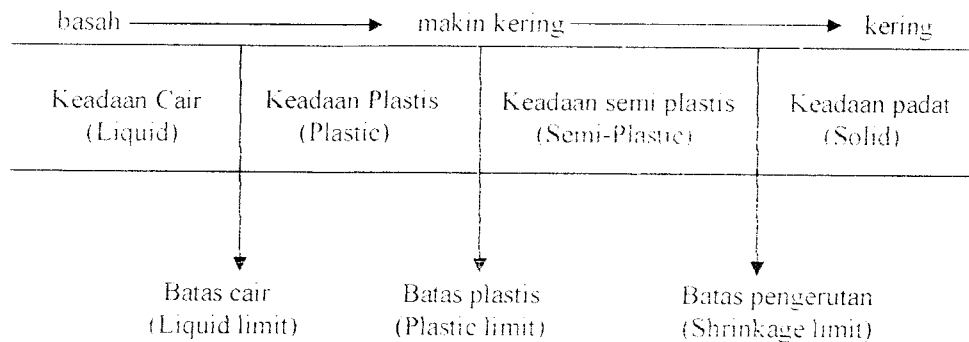 basah makin kering kering
Keadaan Cair
(Liquid)
Keadaan Plastis
(Plastic)
Keadaan semi plastis
(Semi-Plastic)
Keadaan padat
(Solid)
Batas cair
(Liquid limit)
Batas plastis
(Plastic limit)
Batas pengerutan
(Shrinkage limit)